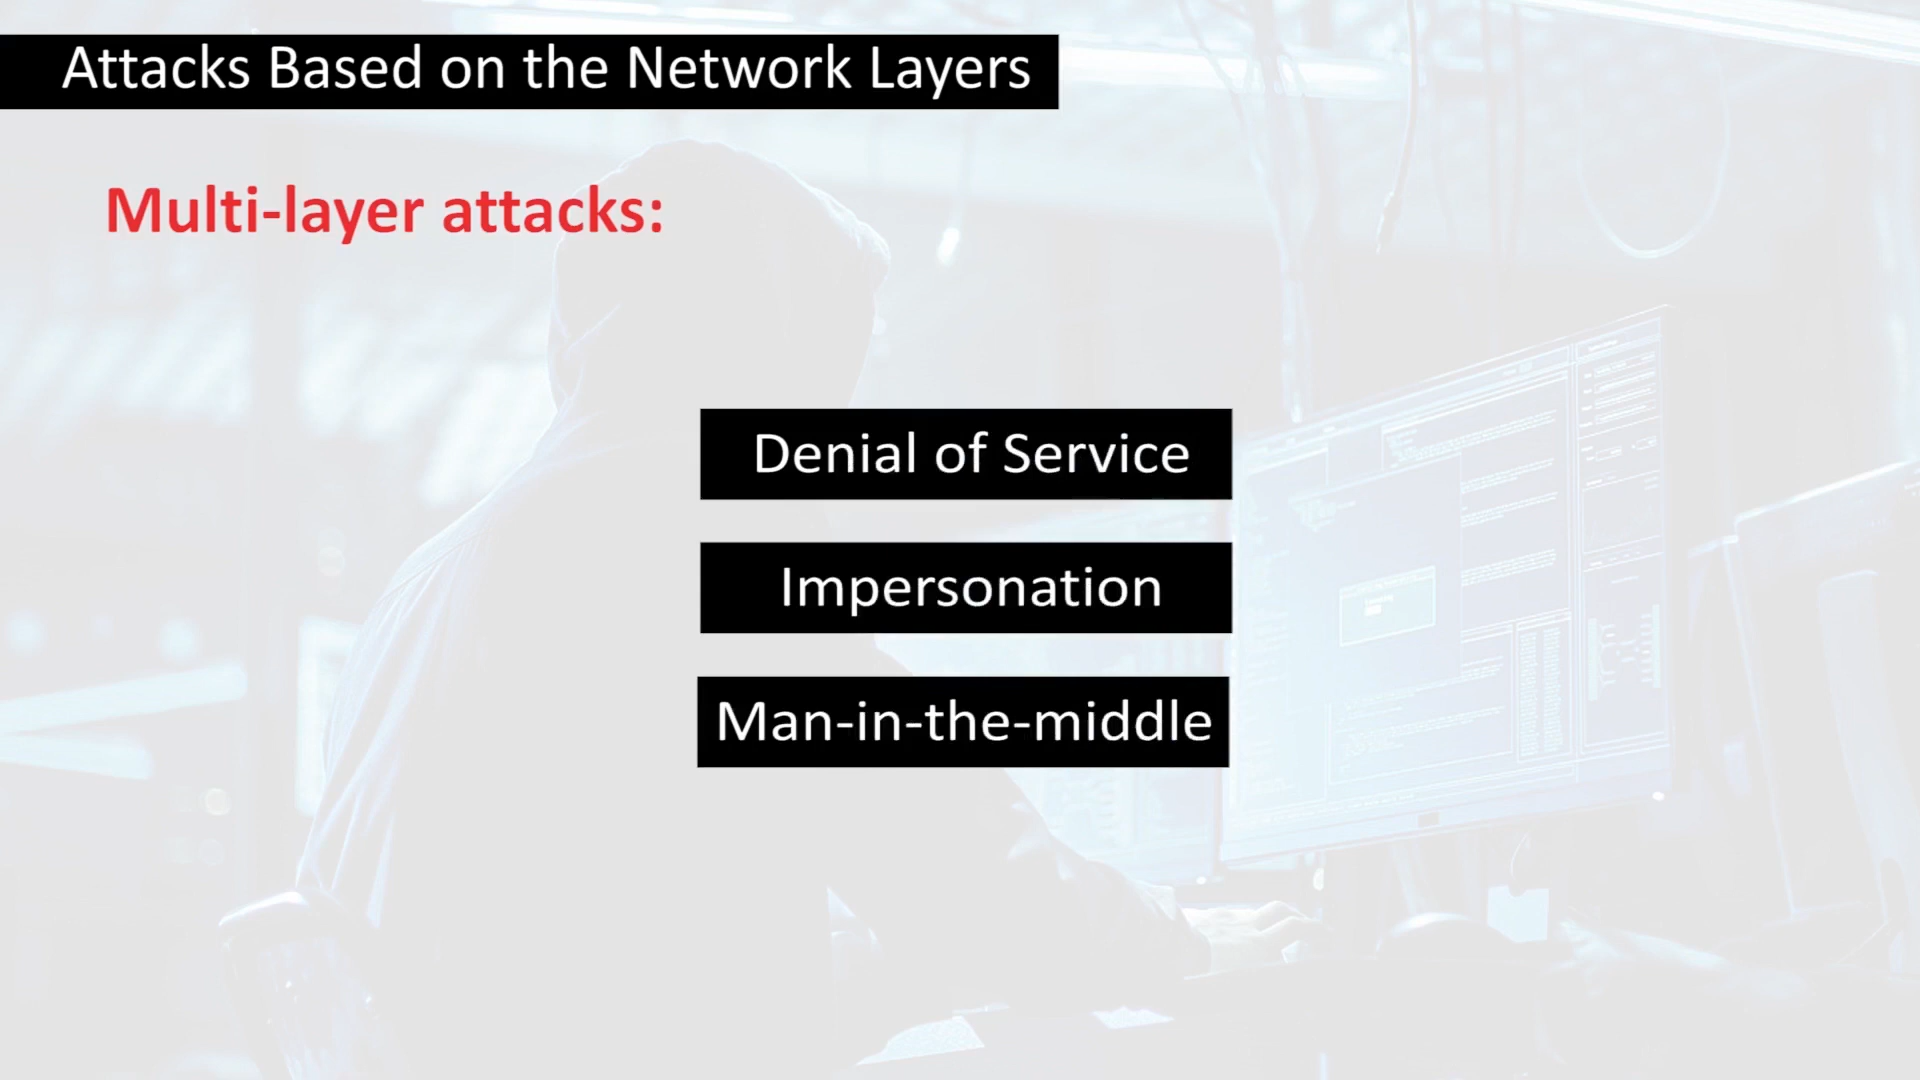 Attacks Based on the Network Layers
Multi-layer attacks:
Denial of Service
Impersonation
Man-in-the-middle